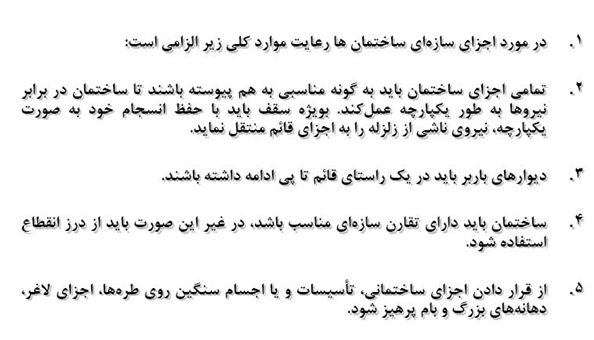 ۱. در مورد اجزای سازه‌ای ساختمان ها رعایت موارد کلی زیر الزامی است:
۲. تمامی اجزای ساختمان باید به گونه مناسبی به هم پیوسته باشند تا ساختمان در برابر
نیروها به طور یکپارچه عمل‌کند. بویژه سقف باید با حفظ انسجام خود به صورت
یکپارچه، نیروی ناشی از زلزله را به اجزای قائم منتقل نماید.
۳. دیوارهای باربر باید در یک راستای قائم تا پی ادامه داشته باشند.
۴. ساختمان باید دارای تقارن سازه‌ای مناسب باشد، در غیر این صورت باید از درز انقطاع
استفاده شود.
۵. از قرار دادن اجزای ساختمانی، تأسیسات و یا اجسام سنگین روی طره‌ها، اجزای لاغر،
دهانه‌های بزرگ و بام پرهیز شود.